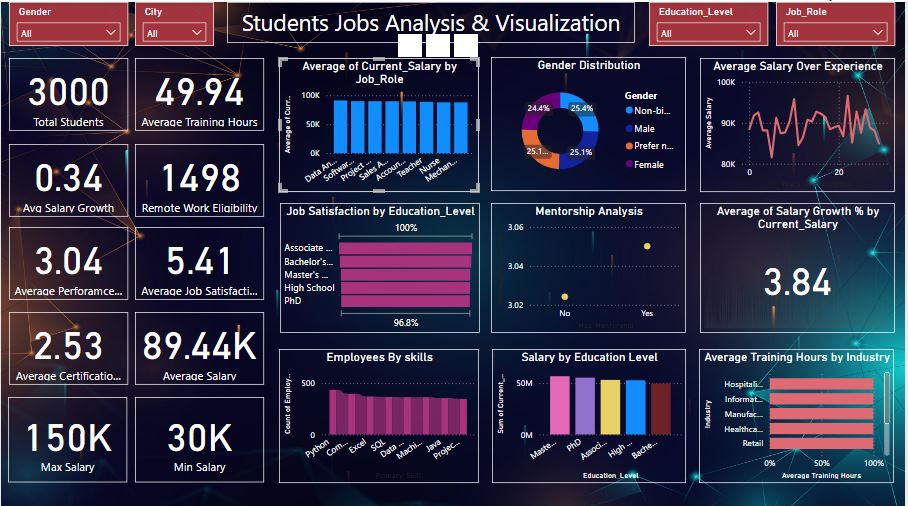 Gender
All
City
All
Students Jobs Analysis & Visualization
Education_Level
All
Job_Role
All
3000
Total Students
49.94
Average Training Hours
0.34
Avg Salary Growth
1498
Remote Work Eligibility
3.04
Average Perforamce...
5.41
Average Job Satisfacti...
2.53
Average Certificatio...
89.44K
Average Salary
150K
Max Salary
30K
Min Salary
Average of Current_Salary by
Job_Role
Average of Curr...
100K
50K
0K
Data An...
Softwar...
Project ...
Sales A...
Accoun...
Teacher
Nurse
Mechan...
Gender Distribution
24.4%
25.4%
25.1...
25.1%
Gender
Non-bi...
Male
Prefer n...
Female
Average Salary Over Experience
Average Salary
100K
80K
0
20
Job Satisfaction by Education_Level
100%
Associate ...
Bachelor's...
Master's ...
High School
PhD
96.8%
Mentorship Analysis
3.06
3.04
3.02
No
Yes
Average of Salary Growth % by
Current_Salary
3.84
Employees By skills
Count of Employ...
500
0
Python
Com...
Excel
SQL
Data ...
Machi...
Java
Projec...
Primary_Skill
Salary by Education Level
Sum of Current_...
50M
0M
Maste...
PhD
Associ...
High ...
Bache...
Education_Level
Average Training Hours by Industry
Industry
Hospitali...
Informat...
Manufac...
Healthca...
Retail
0%
50%
100%
Average Training Hours